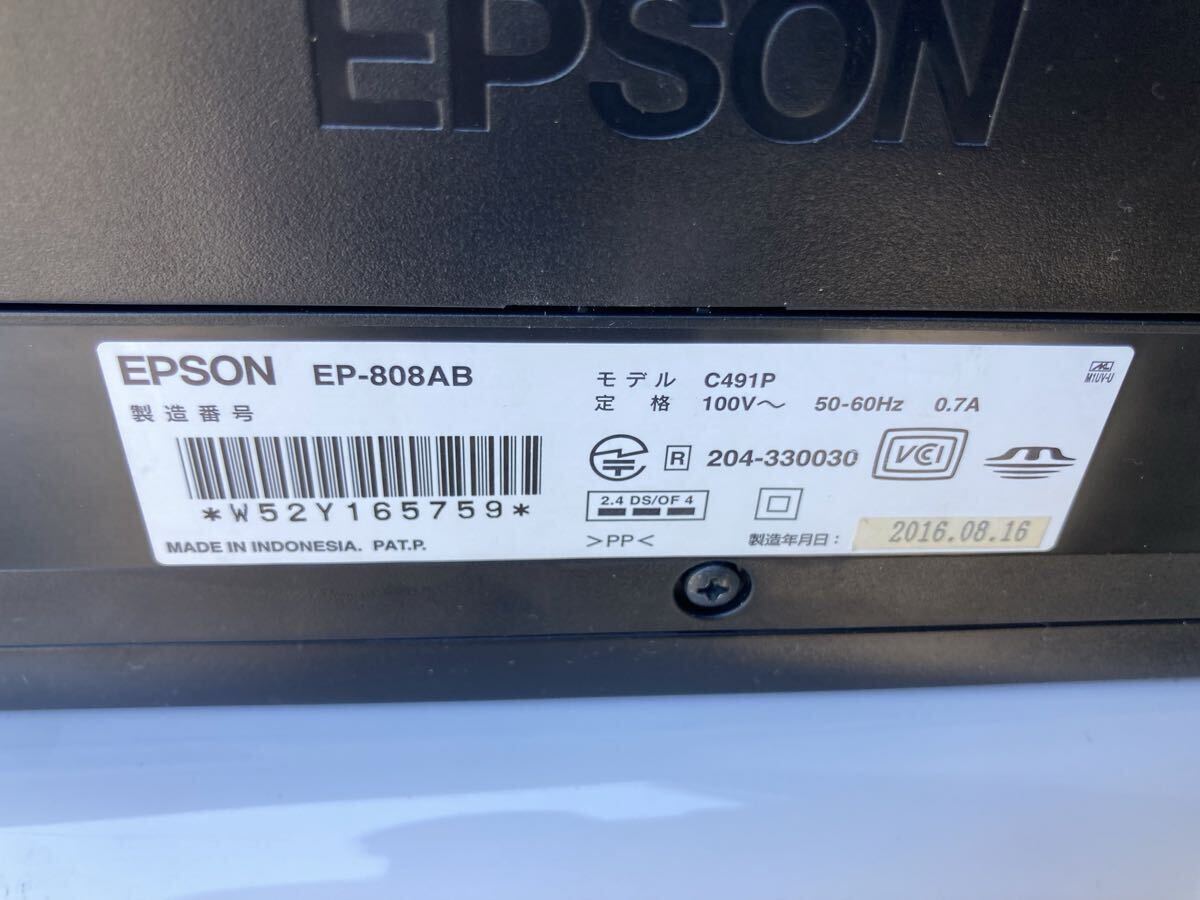 EPSON
EPSON EP-808AB
製造番号
*W52Y165759*
MADE IN INDONESIA. PAT.P.
モデル C491P
定格 100V～ 50-60Hz 0.7A
R 204-330030 VCCI
2.4 DS/OF 4
>PP<
製造年月日：2016.08.16
M1UV-U